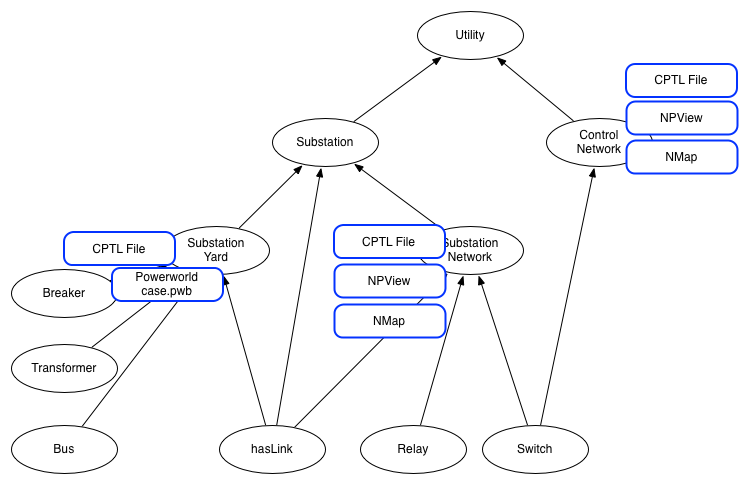 Utility
CPTL File
NPView
NMap
Control
Network
Substation
CPTL File
Substation
Yard
Powerworld
case.pwb
Breaker
CPTL File
Substation
Network
NPView
NMap
Transformer
Bus
hasLink
Relay
Switch